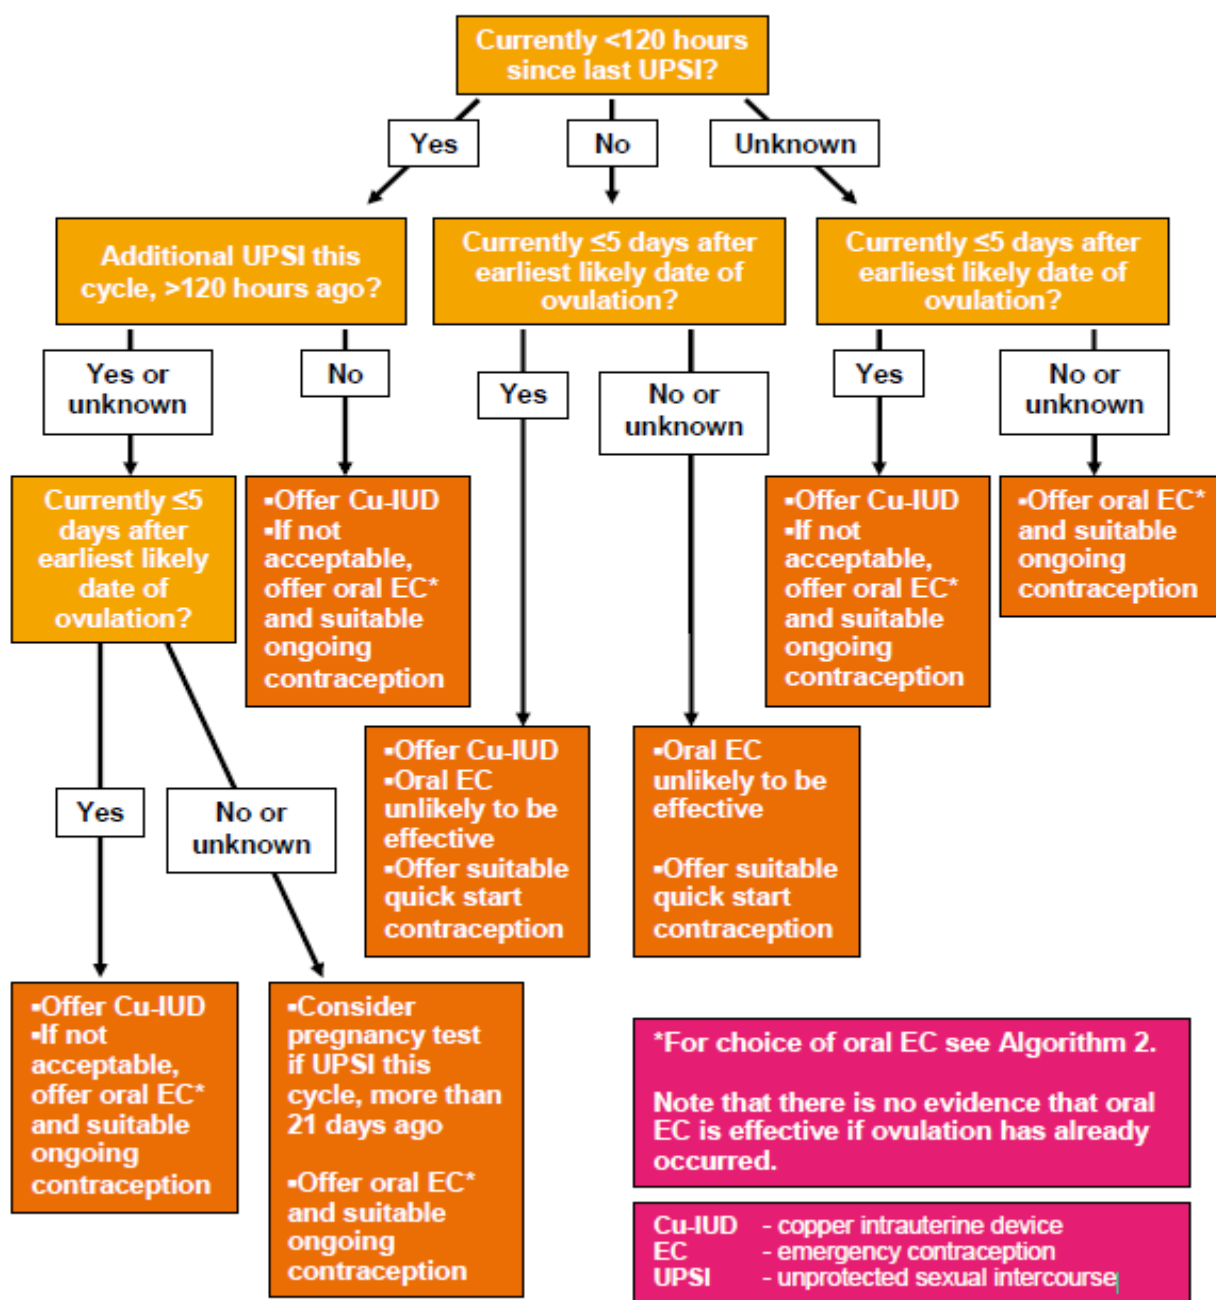 Currently <120 hours
since last UPSI?
Yes
No
Unknown
Additional UPSI this
cycle, >120 hours ago?
Currently ≤5 days after
earliest likely date of
ovulation?
Currently ≤5 days after
earliest likely date of
ovulation?
Yes or
unknown
No
Yes
No or
unknown
Yes
No or
unknown
Currently ≤5
days after
earliest likely
date of
ovulation?
▪Offer Cu-IUD
▪If not
acceptable,
offer oral EC*
and suitable
ongoing
contraception
▪Offer Cu-IUD
▪If not
acceptable,
offer oral EC*
and suitable
ongoing
contraception
▪Offer oral EC*
and suitable
ongoing
contraception
▪Offer Cu-IUD
▪Oral EC
unlikely to be
effective
▪Offer suitable
quick start
contraception
▪Oral EC
unlikely to be
effective
▪Offer suitable
quick start
contraception
Yes
No or
unknown
▪Offer Cu-IUD
▪If not
acceptable,
offer oral EC*
and suitable
ongoing
contraception
▪Consider
pregnancy test
if UPSI this
cycle, more than
21 days ago
▪Offer oral EC*
and suitable
ongoing
contraception
*For choice of oral EC see Algorithm 2.
Note that there is no evidence that oral
EC is effective if ovulation has already
occurred.
Cu-IUD - copper intrauterine device
EC - emergency contraception
UPSI - unprotected sexual intercourse